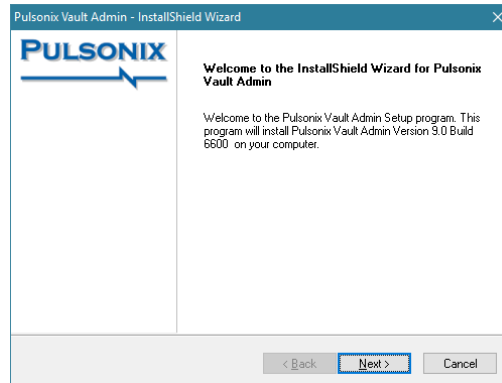 Pulsonix Vault Admin - InstallShield Wizard
PULSONIX
Welcome to the InstallShield Wizard for Pulsonix
Vault Admin
Welcome to the Pulsonix Vault Admin Setup program. This
program will install Pulsonix Vault Admin Version 9.0 Build
6600 on your computer.
< Back
Next >
Cancel